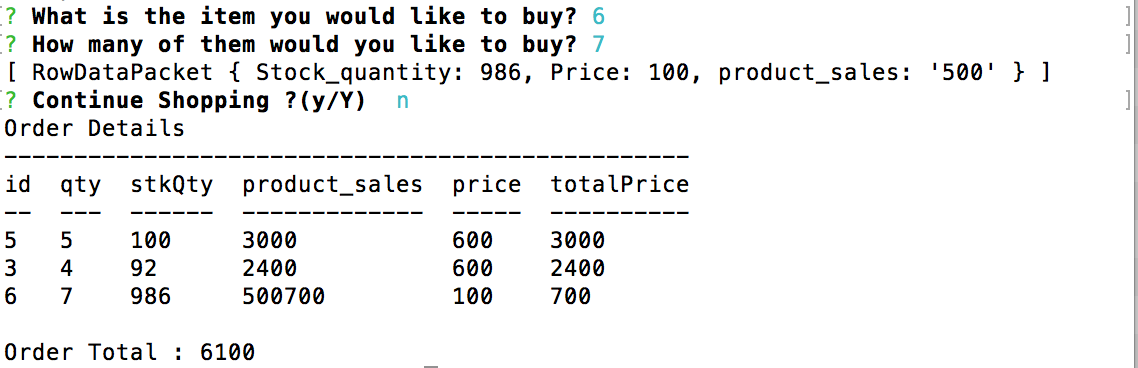 [? What is the item you would like to buy? 6 ]
[? How many of them would you like to buy? 7 ]
[ RowDataPacket { Stock_quantity: 986, Price: 100, product_sales: '500' } ]
[? Continue Shopping ?(y/Y)  n ]
Order Details
-------------------------------------------------
id  qty  stkQty  product_sales  price  totalPrice
--  ---  ------  -------------  -----  ----------
5   5    100     3000           600    3000
3   4    92      2400           600    2400
6   7    986     500700         100    700
Order Total : 6100